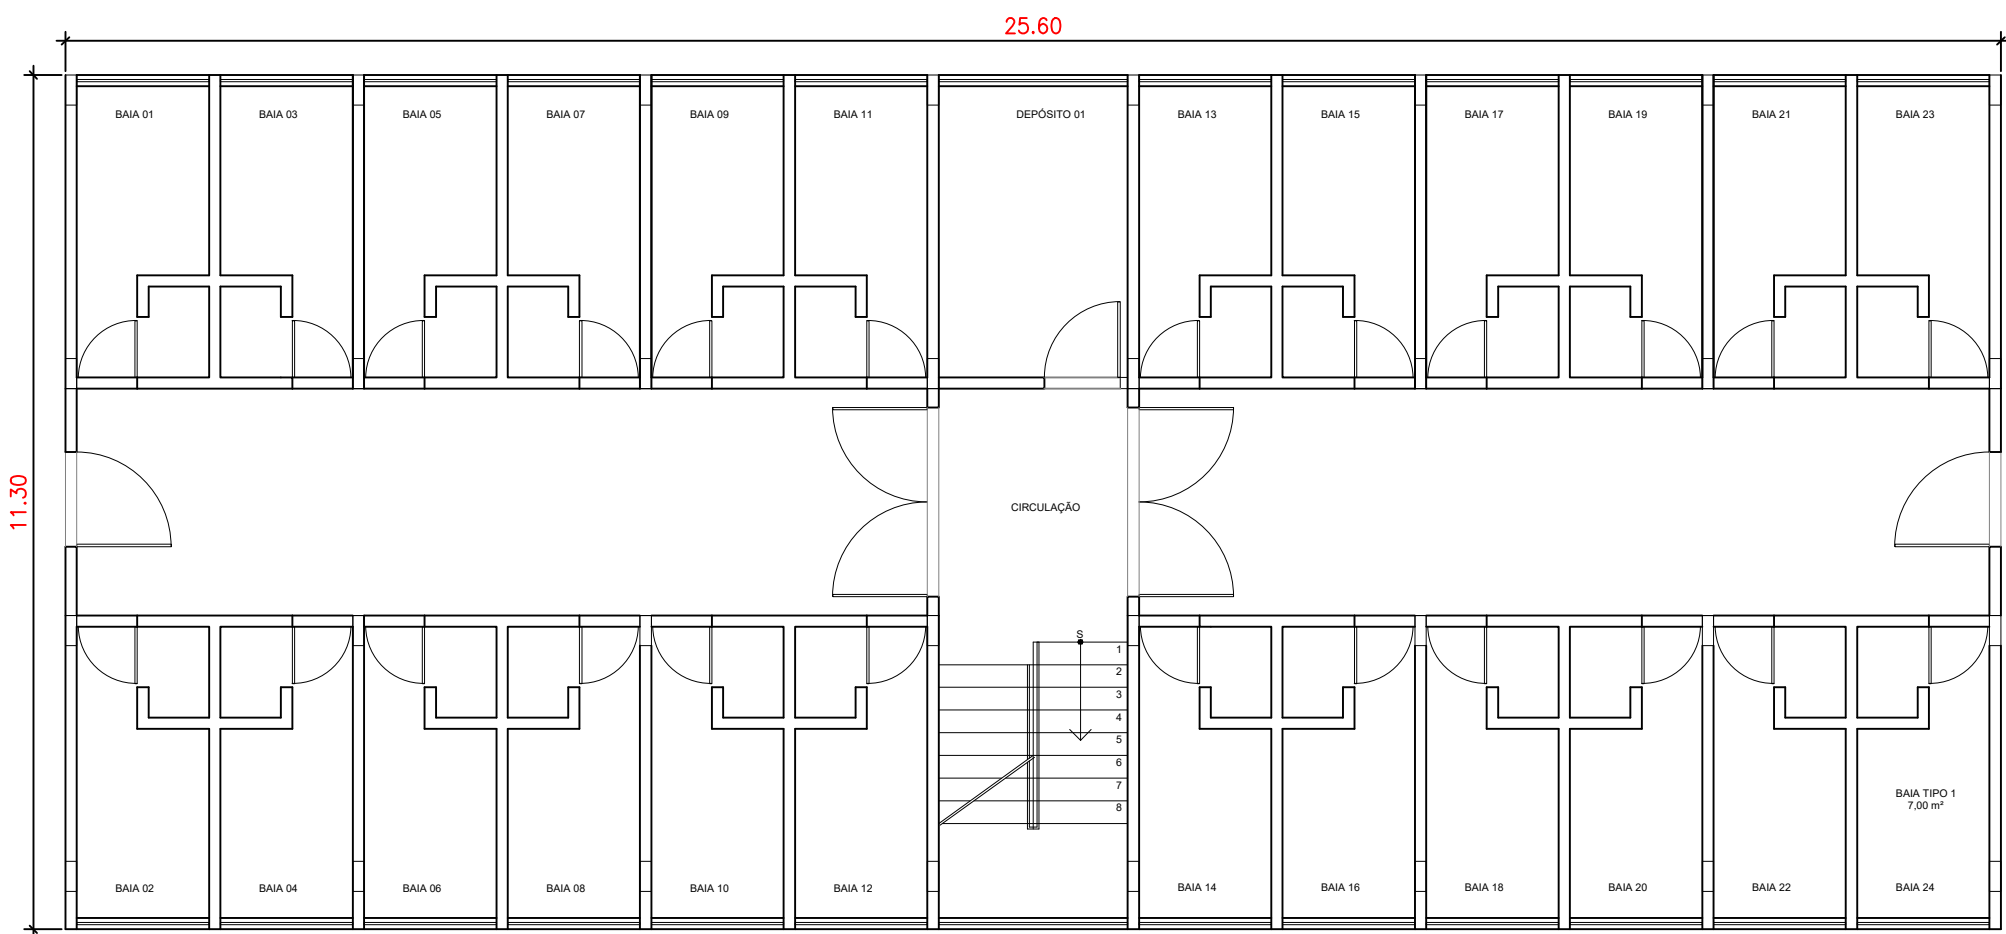 25.60
BAIA 01
BAIA 03
BAIA 05
BAIA 07
BAIA 09
BAIA 11
DEPÓSITO 01
BAIA 13
BAIA 15
BAIA 17
BAIA 19
BAIA 21
BAIA 23
11.30
CIRCULAÇÃO
S
1
2
3
4
5
6
7
8
BAIA TIPO 1
7,00 m²
BAIA 02
BAIA 04
BAIA 06
BAIA 08
BAIA 10
BAIA 12
BAIA 14
BAIA 16
BAIA 18
BAIA 20
BAIA 22
BAIA 24